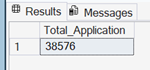 Results Messages
Total_Application
1 38576